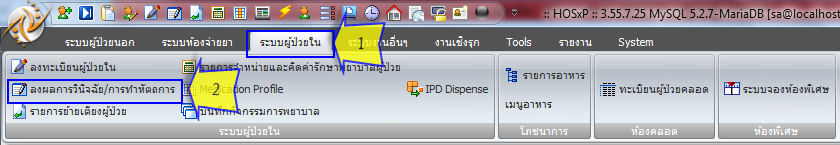 :: HOSxP :: 3.55.7.25 MySQL 5.2.7-MariaDB [sa@localhos
ระบบผู้ป่วยนอก ระบบห้องจ่ายยา ระบบผู้ป่วยใน 1 ระบบงานอื่นๆ งานเชิงรุก Tools รายงาน System
ลงทะเบียนผู้ป่วยใน รายการจำหน่ายและคิดค่ารักษาพยาบาลผู้ป่วย รายการอาหาร
ลงผลการวินิจฉัย/การทำหัตถการ 2 Medication Profile IPD Dispense ทะเบียนผู้ป่วยคลอด ระบบจองห้องพิเศษ
เมนูอาหาร
รายการย้ายเตียงผู้ป่วย บันทึกกิจกรรมการพยาบาล
ระบบผู้ป่วยใน โภชนาการ ห้องคลอด ห้องพิเศษ